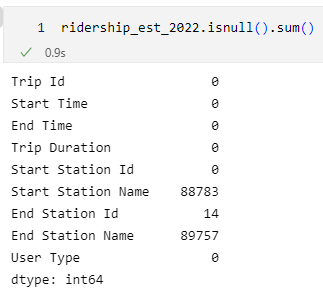 1 ridership_est_2022.isnull().sum()
0.9s
Trip Id 0
Start Time 0
End Time 0
Trip Duration 0
Start Station Id 0
Start Station Name 88783
End Station Id 14
End Station Name 89757
User Type 0
dtype: int64